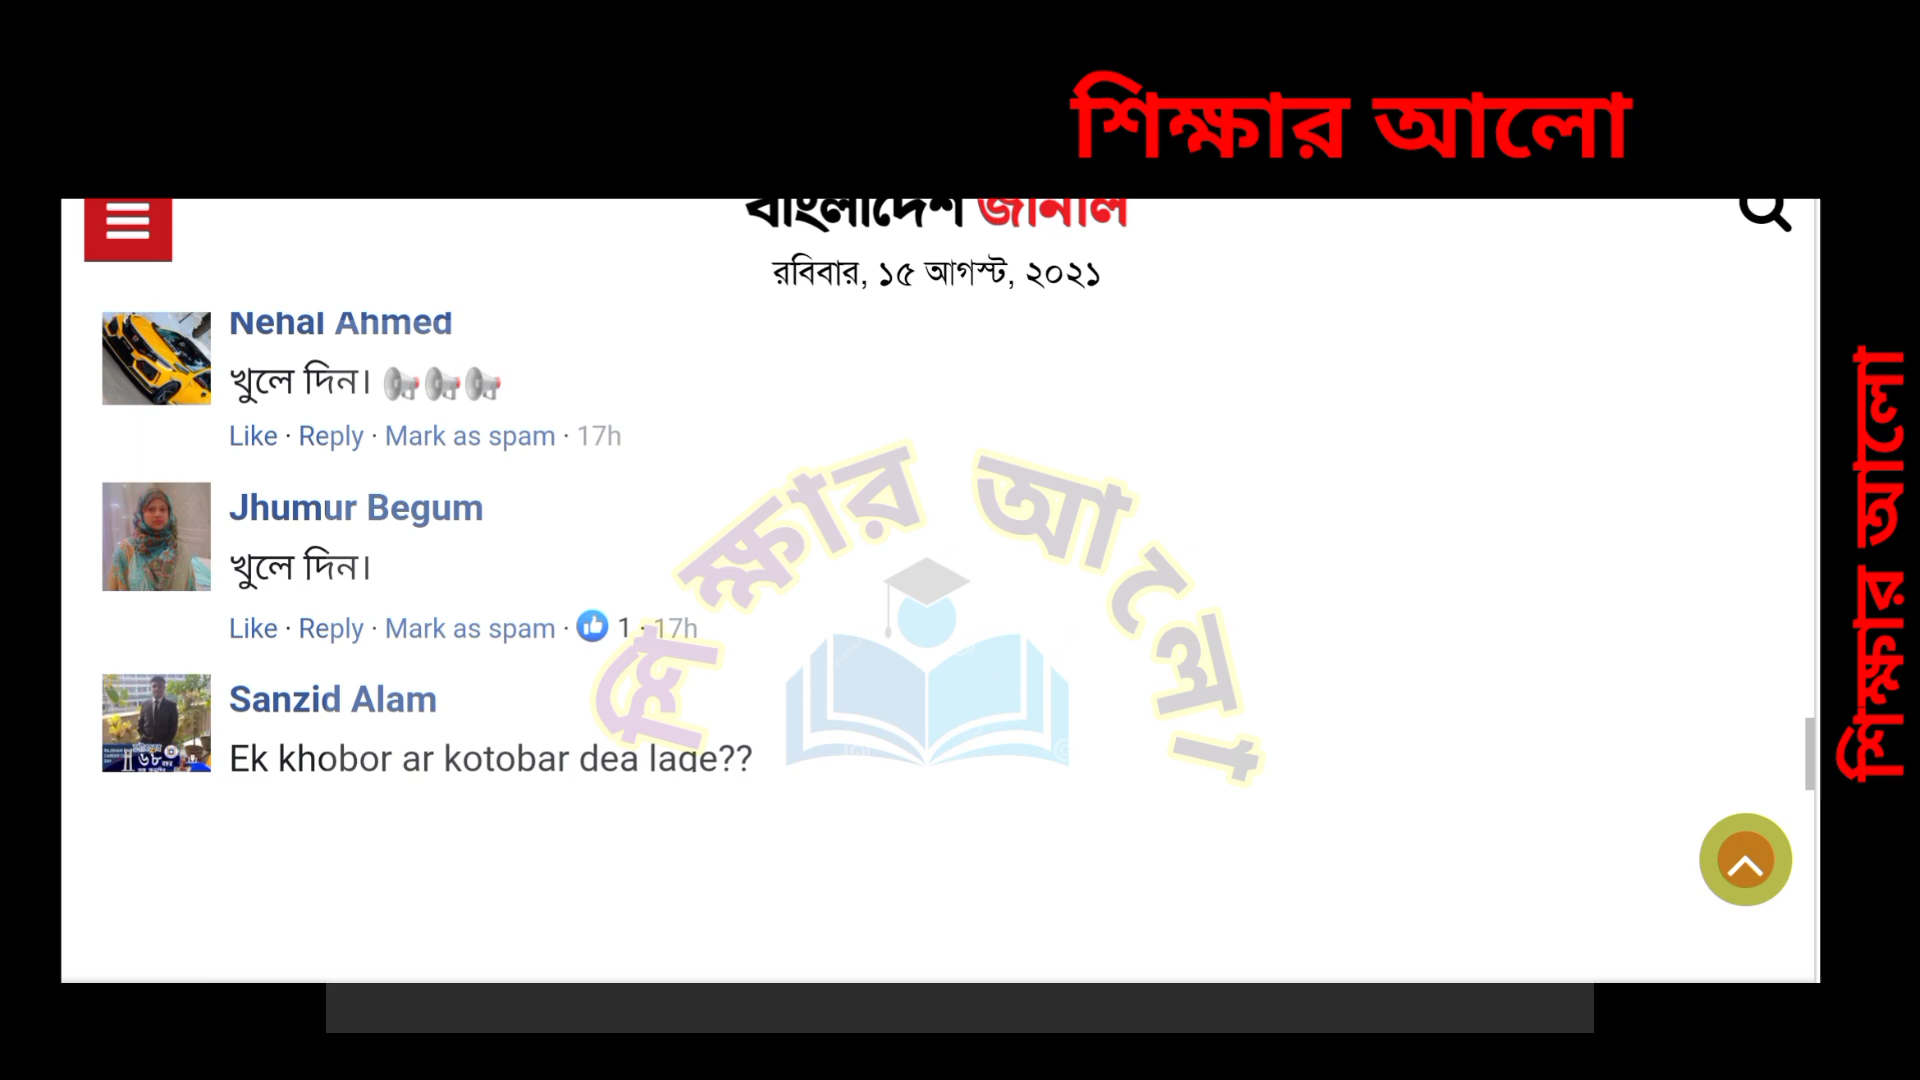 শিক্ষার আলো
বাংলাদেশ জার্নাল
রবিবার, ১৫ আগস্ট, ২০২১
Nehal Ahmed
খুলে দিন।
Like · Reply · Mark as spam · 17h
Jhumur Begum
খুলে দিন।
Like · Reply · Mark as spam · 1 · 17h
Sanzid Alam
Ek khobor ar kotobar dea lage??
শিক্ষার আলো
শিক্ষার আলো